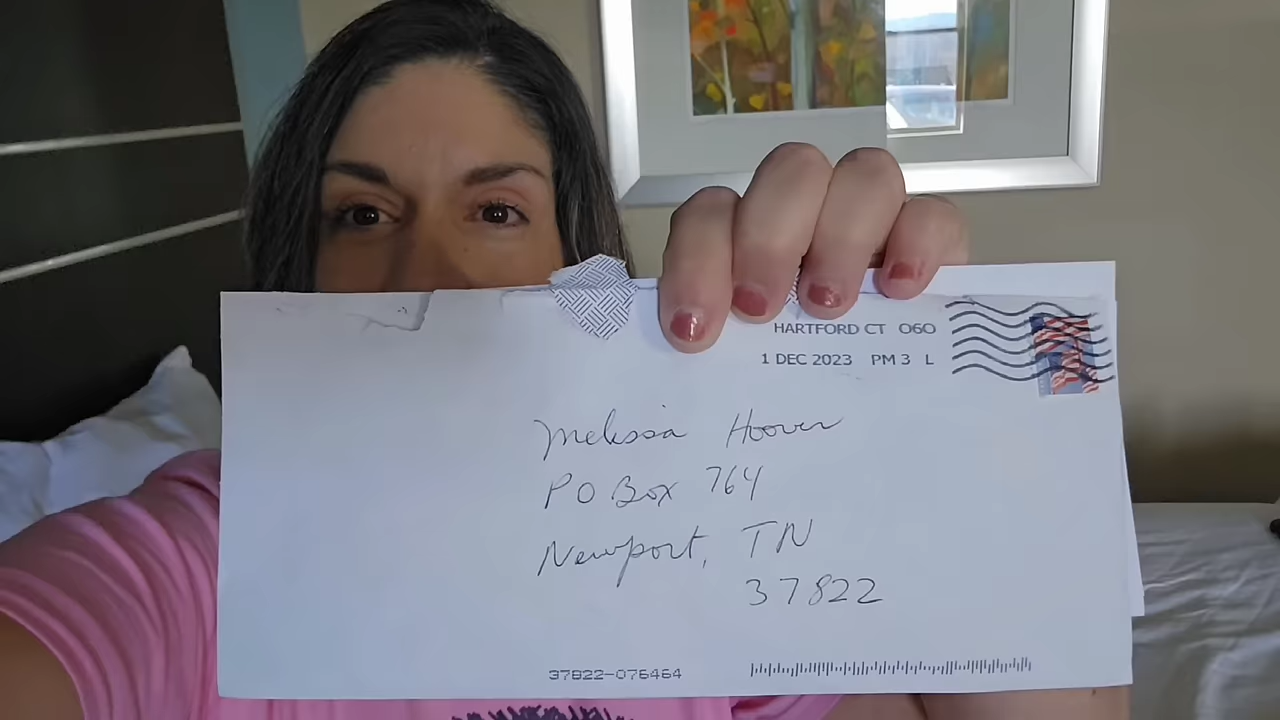 HARTFORD CT 060
1 DEC 2023 PM 3 L
Melissa Hoover
PO Box 764
Newport, TN
37822
37822-076464